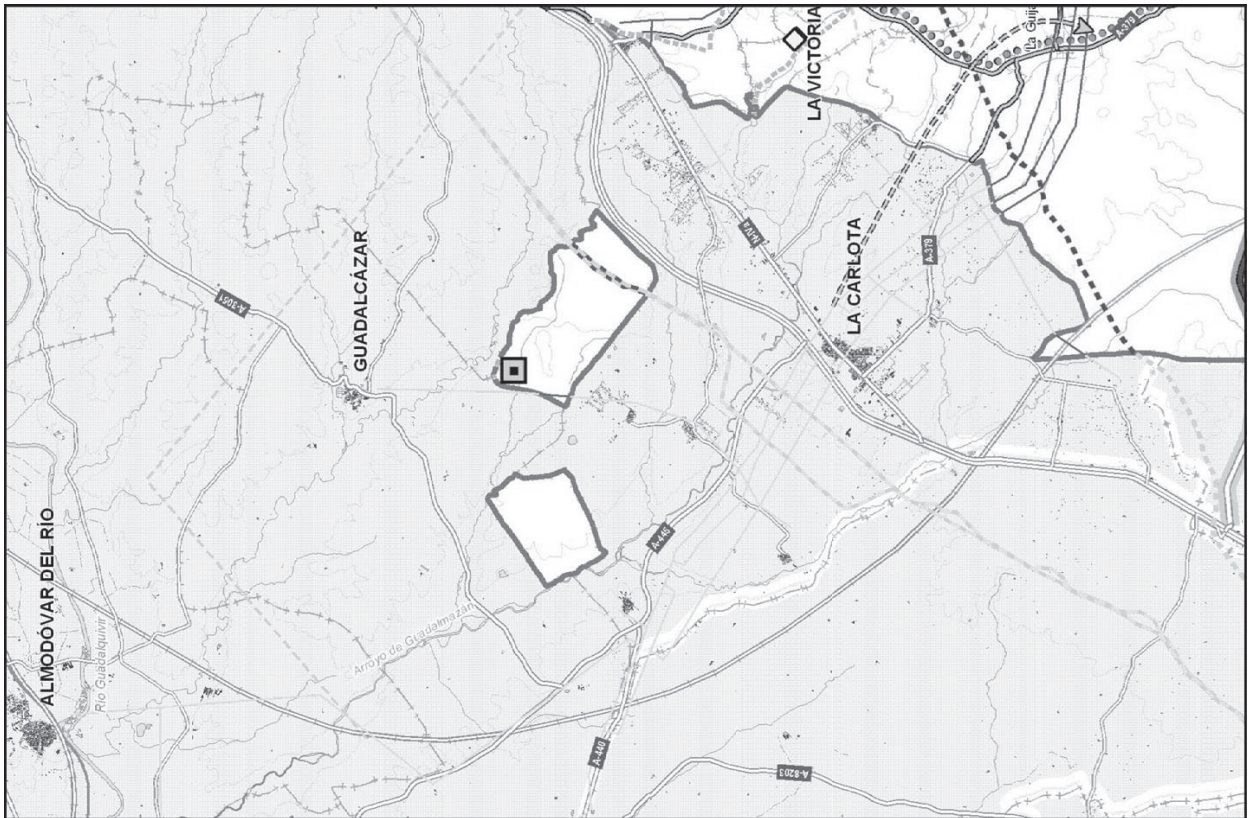 ALMODÓVAR DEL RÍO
Río Guadalquivir
A-3051
GUADALCÁZAR
Arroyo de Guadalmazán
LA VICTORIA
A-379
La Guija
N-IVa
LA CARLOTA
A-379
A-445
A-440
A-8203